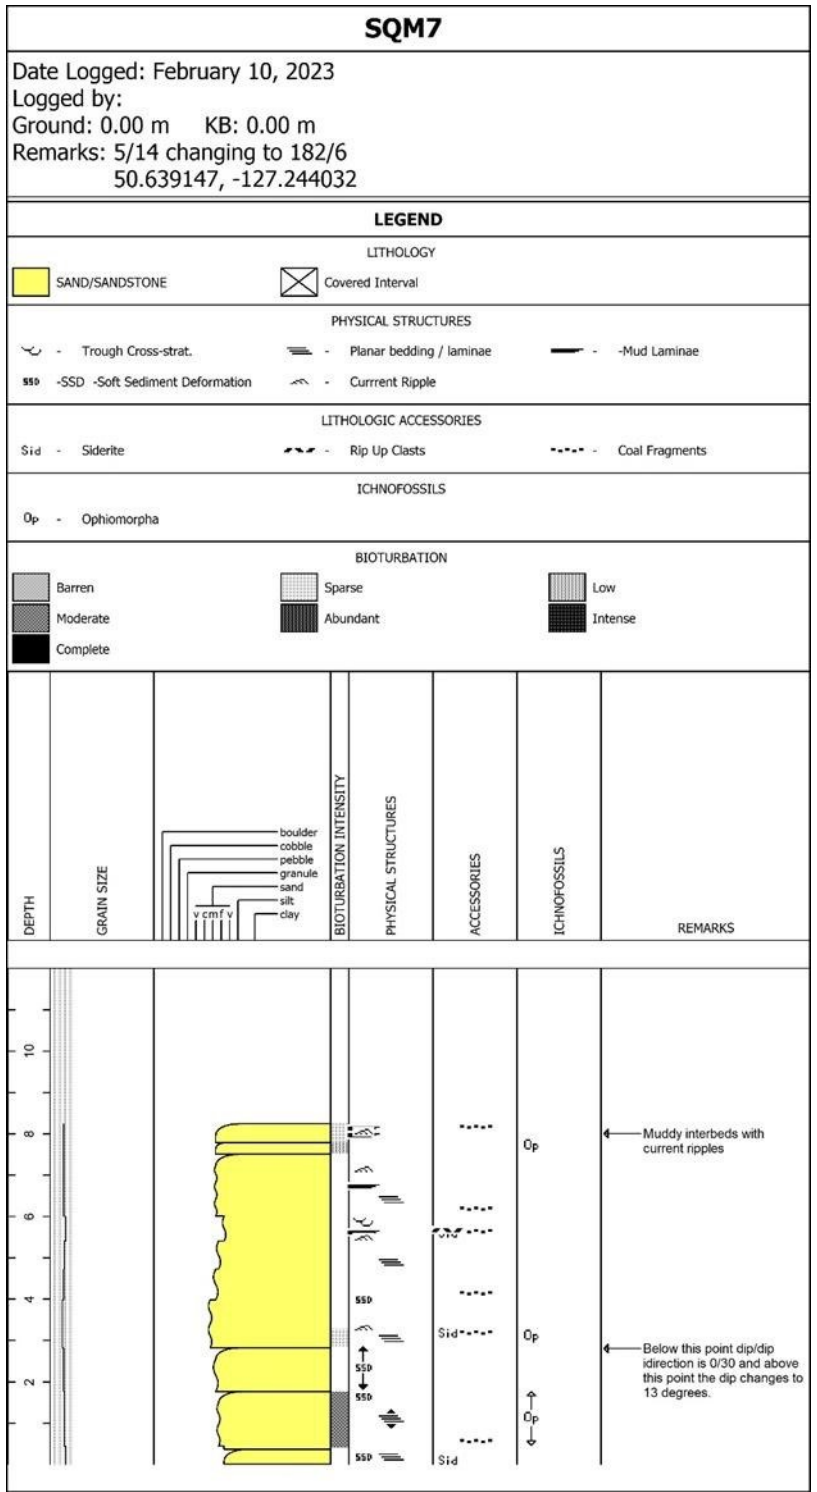 SQM7
Date Logged: February 10, 2023
Logged by:
Ground: 0.00 m KB: 0.00 m
Remarks: 5/14 changing to 182/6
50.639147, -127.244032
LEGEND
LITHOLOGY
SAND/SANDSTONE Covered Interval
PHYSICAL STRUCTURES
- Trough Cross-strat. - Planar bedding / laminae - -Mud Laminae
SSD -SSD -Soft Sediment Deformation - Currrent Ripple
LITHOLOGIC ACCESSORIES
Sid - Siderite - Rip Up Clasts - Coal Fragments
ICHNOFOSSILS
Op - Ophiomorpha
BIOTURBATION
Barren Sparse Low
Moderate Abundant Intense
Complete
DEPTH
GRAIN SIZE
boulder
cobble
pebble
granule
sand
silt
v c m f v
clay
BIOTURBATION INTENSITY
PHYSICAL STRUCTURES
ACCESSORIES
ICHNOFOSSILS
REMARKS
10
8
Muddy interbeds with
current ripples
Op
6
Sid
4
SSD
Sid
Op
Below this point dip/dip
idirection is 0/30 and above
this point the dip changes to
13 degrees.
SSD
2
SSD
Op
SSD
Sid